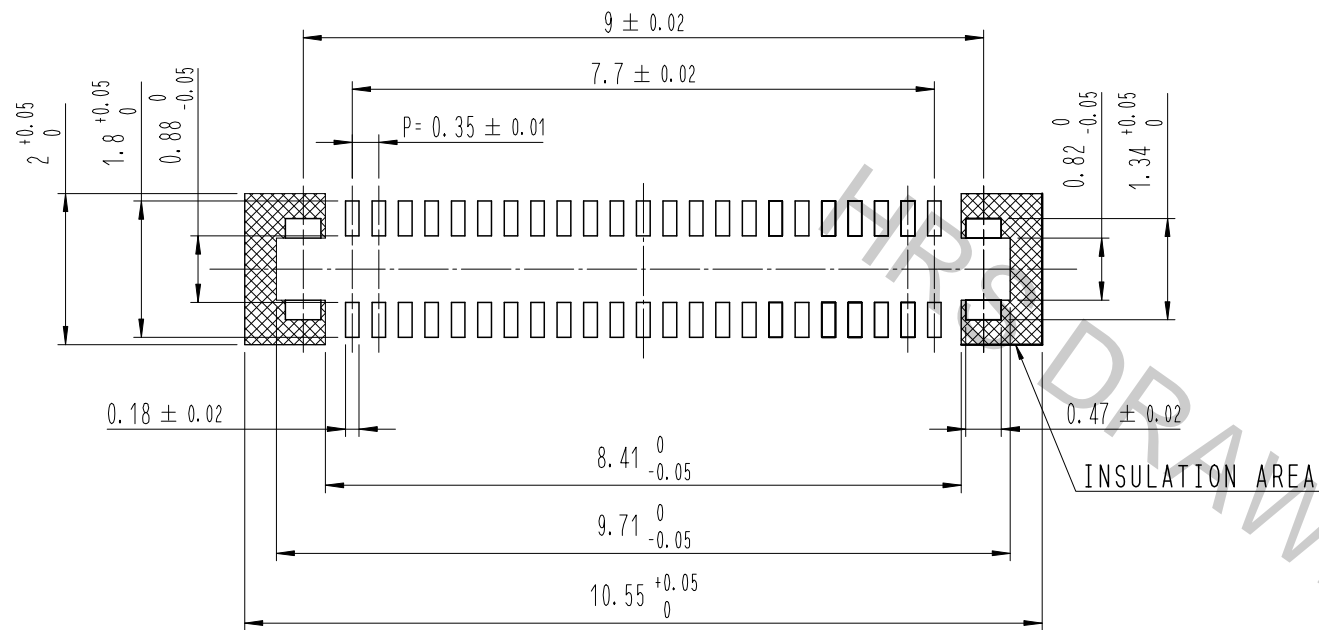 9 ± 0.02
7.7 ± 0.02
P= 0.35 ± 0.01
2 +0.05 0
1.8 +0.05 0
0.88 0 -0.05
0.82 0 -0.05
1.34 +0.05 0
HRS DRAW
0.18 ± 0.02
0.47 ± 0.02
8.41 0 -0.05
INSULATION AREA
9.71 0 -0.05
10.55 +0.05 0